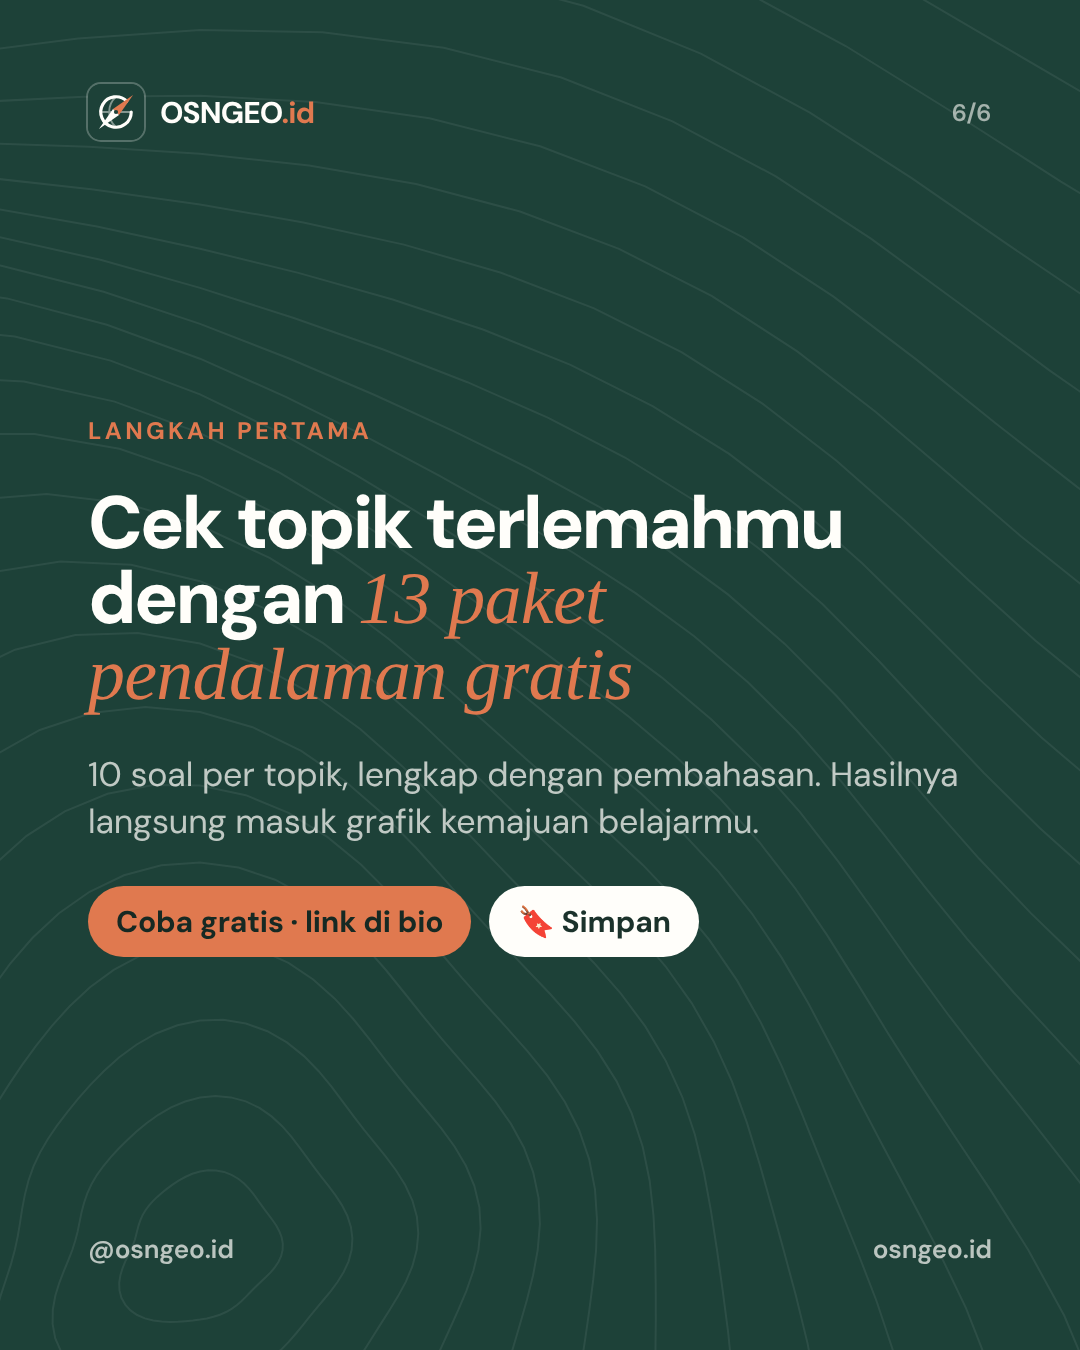 OSNGEO.id
6/6
LANGKAH PERTAMA
Cek topik terlemahmu
dengan 13 paket
pendalaman gratis
10 soal per topik, lengkap dengan pembahasan. Hasilnya
langsung masuk grafik kemajuan belajarmu.
Coba gratis · link di bio
🔖 Simpan
@osngeo.id
osngeo.id